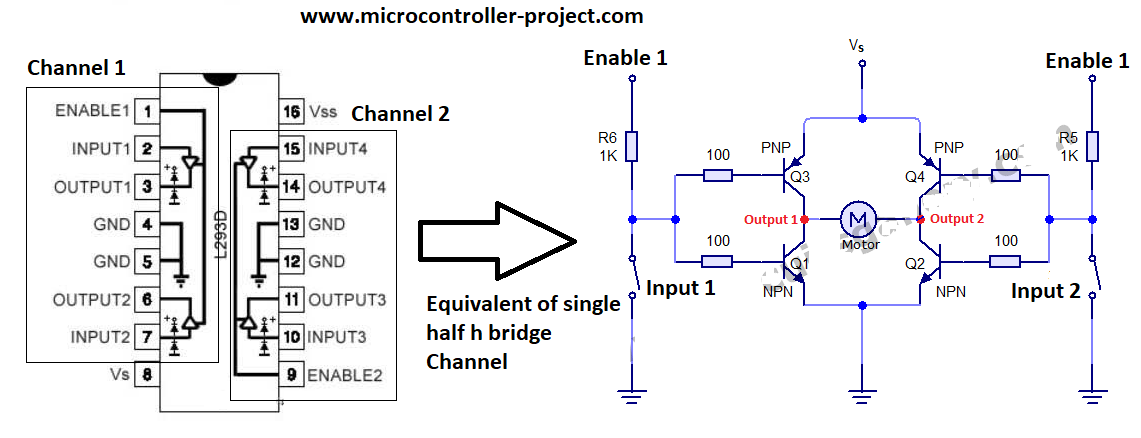 www.microcontroller-project.com
Channel 1
ENABLE1 1
INPUT1 2
OUTPUT1 3
GND 4
GND 5
OUTPUT2 6
INPUT2 7
Vs 8
L293D
Channel 2
16 Vss
15 INPUT4
14 OUTPUT4
13 GND
12 GND
11 OUTPUT3
10 INPUT3
9 ENABLE2
+
+
+
+
Equivalent of single
half h bridge
Channel
Enable 1
Vs
Enable 1
R6
1K
100
PNP
Q3
PNP
Q4
100
R5
1K
Output 1
M
Motor
Output 2
100
Q1
NPN
Q2
NPN
100
Input 1
Input 2